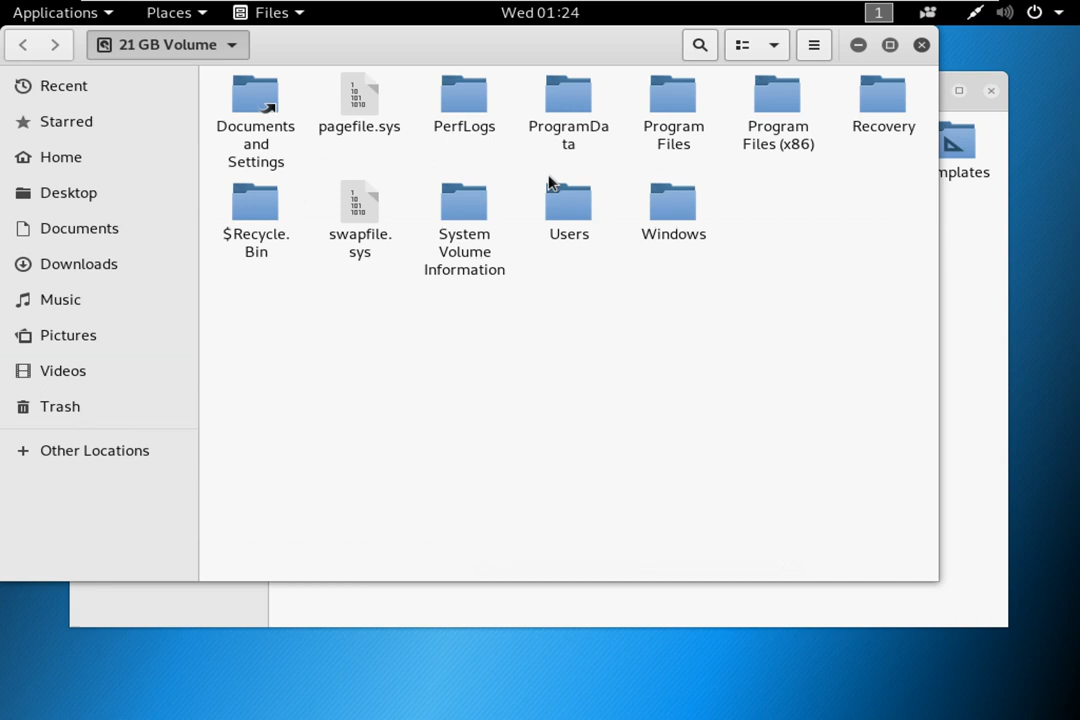 Applications Places Files Wed 01:24 1
21 GB Volume
Recent
Starred
Home
Desktop
Documents
Downloads
Music
Pictures
Videos
Trash
Other Locations
Documents
and
Settings
pagefile.sys
PerfLogs
ProgramDa
ta
Program
Files
Program
Files (x86)
Recovery
$Recycle.
Bin
swapfile.
sys
System
Volume
Information
Users
Windows
mplates